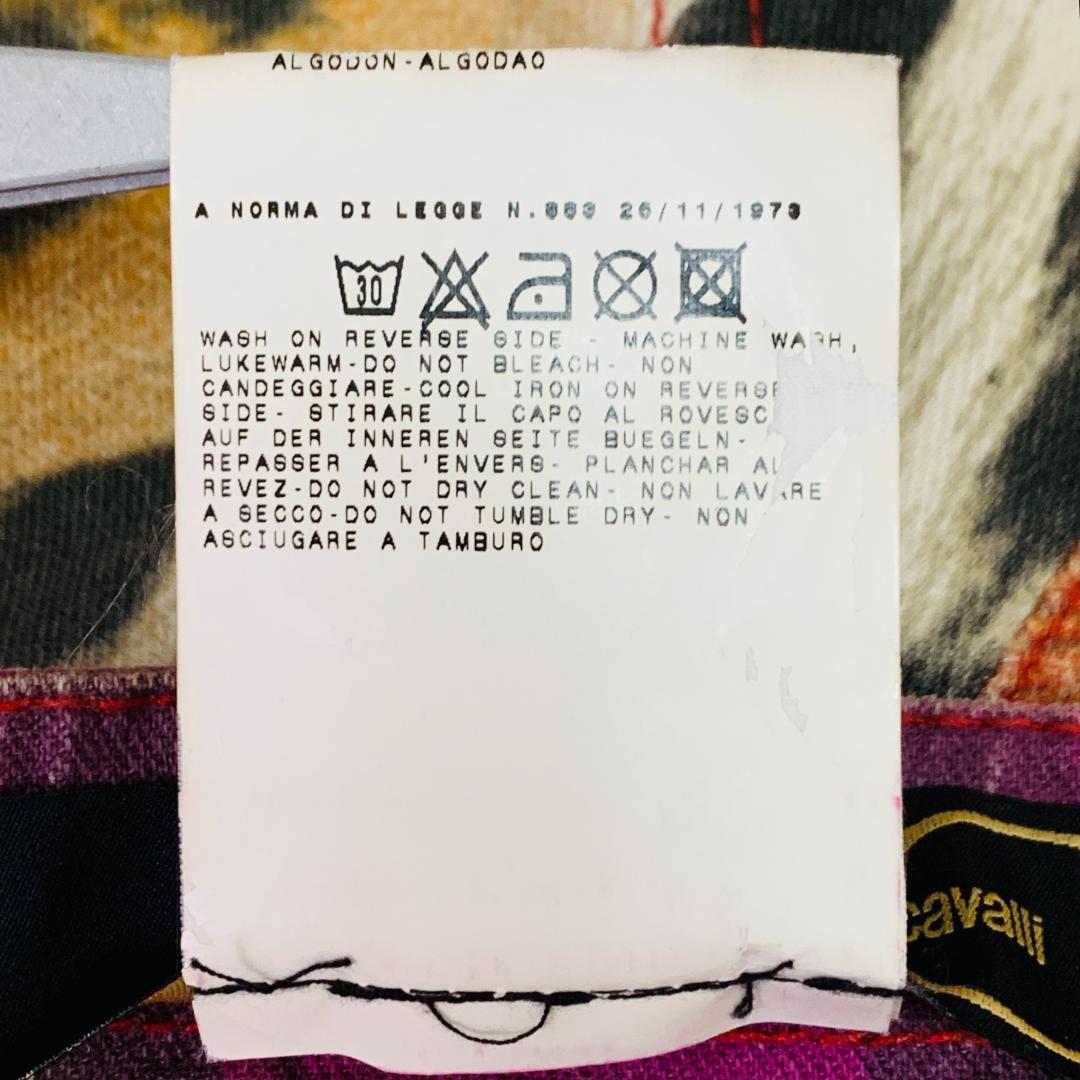 ALGODON-ALGODAO
A NORMA DI LEGGE N.883 26/11/1973
30
WASH ON REVERSE SIDE - MACHINE WASH,
LUKEWARM-DO NOT BLEACH- NON
CANDEGGIARE-COOL IRON ON REVERSE
SIDE- STIRARE IL CAPO AL ROVESC
AUF DER INNEREN SEITE BUEGELN-
REPASSER A L'ENVERS- PLANCHAR AL
REVEZ-DO NOT DRY CLEAN- NON LAVARE
A SECCO-DO NOT TUMBLE DRY- NON
ASCIUGARE A TAMBURO
cavalli